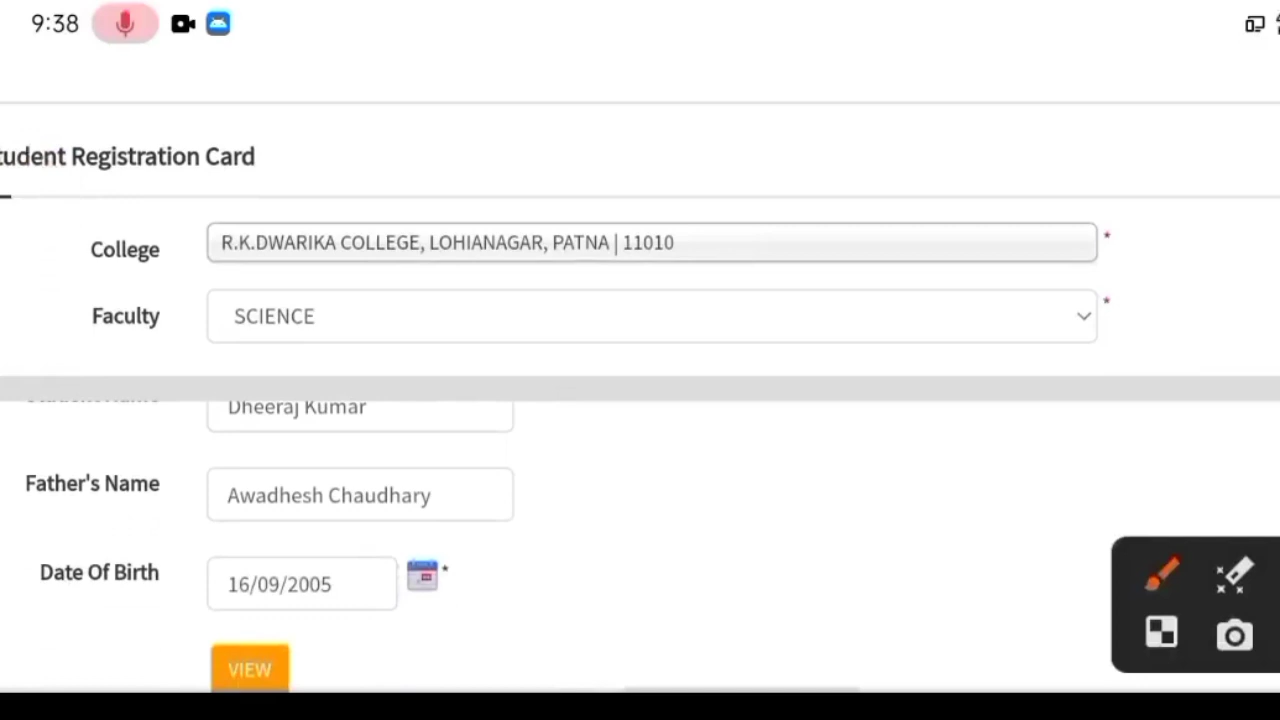 9:38
tudent Registration Card
College
R.K.DWARIKA COLLEGE, LOHIANAGAR, PATNA | 11010
*
Faculty
SCIENCE
*
Dheeraj Kumar
Father's Name
Awadhesh Chaudhary
Date Of Birth
16/09/2005
*
VIEW